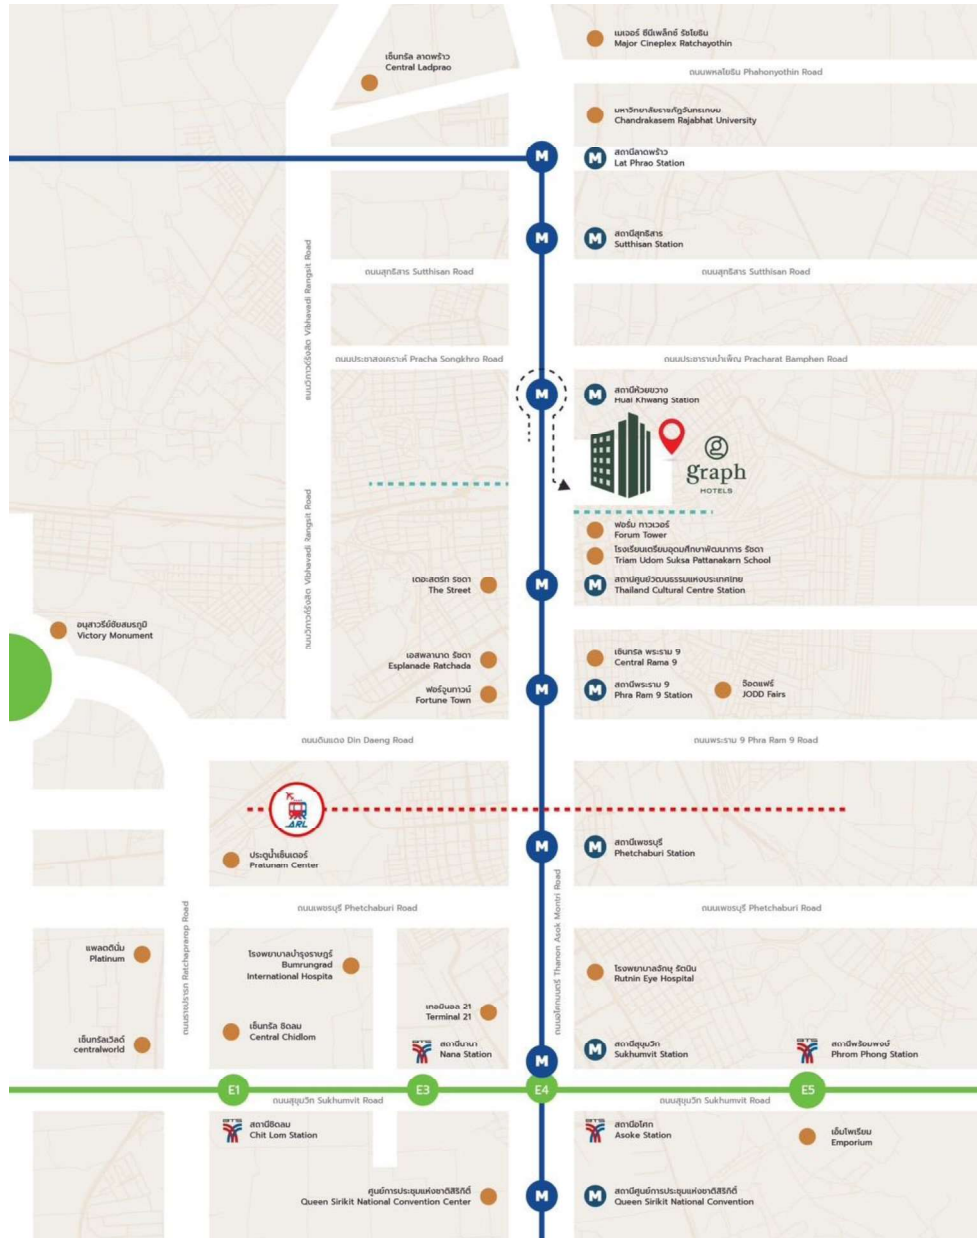 เมเจอร์ ซีนีเพล็กซ์ รัชโยธิน
Major Cineplex Ratchayothin
เซ็นทรัล ลาดพร้าว
Central Ladprao
ถนนพหลโยธิน Phahonyothin Road
มหาวิทยาลัยราชภัฏจันทรเกษม
Chandrakasem Rajabhat University
M
M
สถานีลาดพร้าว
Lat Phrao Station
M
M
สถานีสุทธิสาร
Sutthisan Station
ถนนสุทธิสาร Sutthisan Road
ถนนสุทธิสาร Sutthisan Road
ถนนวิภาวดีรังสิต Vibhavadi Rangsit Road
ถนนประชาสงเคราะห์ Pracha Songkhro Road
ถนนประชาราษบำเพ็ญ Pracharat Bamphen Road
M
M
สถานีห้วยขวาง
Huai Khwang Station
graph
HOTELS
ถนนวิภาวดีรังสิต Vibhavadi Rangsit Road
ฟอรั่ม ทาวเวอร์
Forum Tower
โรงเรียนเตรียมอุดมศึกษาพัฒนาการ รัชดา
Triam Udom Suksa Pattanakarn School
เดอะสตรีท รัชดา
The Street
M
M
สถานีศูนย์วัฒนธรรมแห่งประเทศไทย
Thailand Cultural Centre Station
อนุสาวรีย์ชัยสมรภูมิ
Victory Monument
เอสพลานาด รัชดา
Esplanade Ratchada
เซ็นทรัล พระราม 9
Central Rama 9
ฟอร์จูนทาวน์
Fortune Town
M
M
สถานีพระราม 9
Phra Ram 9 Station
จ๊อดแฟร์
JODD Fairs
ถนนดินแดง Din Daeng Road
ถนนพระราม 9 Phra Ram 9 Road
ARL
ประตูน้ำเซ็นเตอร์
Pratunam Center
M
M
สถานีเพชรบุรี
Phetchaburi Station
ถนนเพชรบุรี Phetchaburi Road
ถนนเพชรบุรี Phetchaburi Road
ถนนราชปรารภ Ratchaprarop Road
ถนนอโศกมนตรี Thanon Asok Montri Road
แพลตตินั่ม
Platinum
โรงพยาบาลบำรุงราษฎร์
Bumrungrad
International Hospita
โรงพยาบาลจักษุ รัตนิน
Rutnin Eye Hospital
เทอมินอล 21
Terminal 21
เซ็นทรัล ชิดลม
Central Chidlom
เซ็นทรัลเวิลด์
centralworld
BTS
สถานีนานา
Nana Station
M
M
สถานีสุขุมวิท
Sukhumvit Station
BTS
สถานีพร้อมพงษ์
Phrom Phong Station
E1
E3
E4
E5
ถนนสุขุมวิท Sukhumvit Road
ถนนสุขุมวิท Sukhumvit Road
BTS
สถานีชิดลม
Chit Lom Station
BTS
สถานีอโศก
Asoke Station
เอ็มโพเรียม
Emporium
ศูนย์การประชุมแห่งชาติสิริกิติ์
Queen Sirikit National Convention Center
M
M
สถานีศูนย์การประชุมแห่งชาติสิริกิติ์
Queen Sirikit National Convention